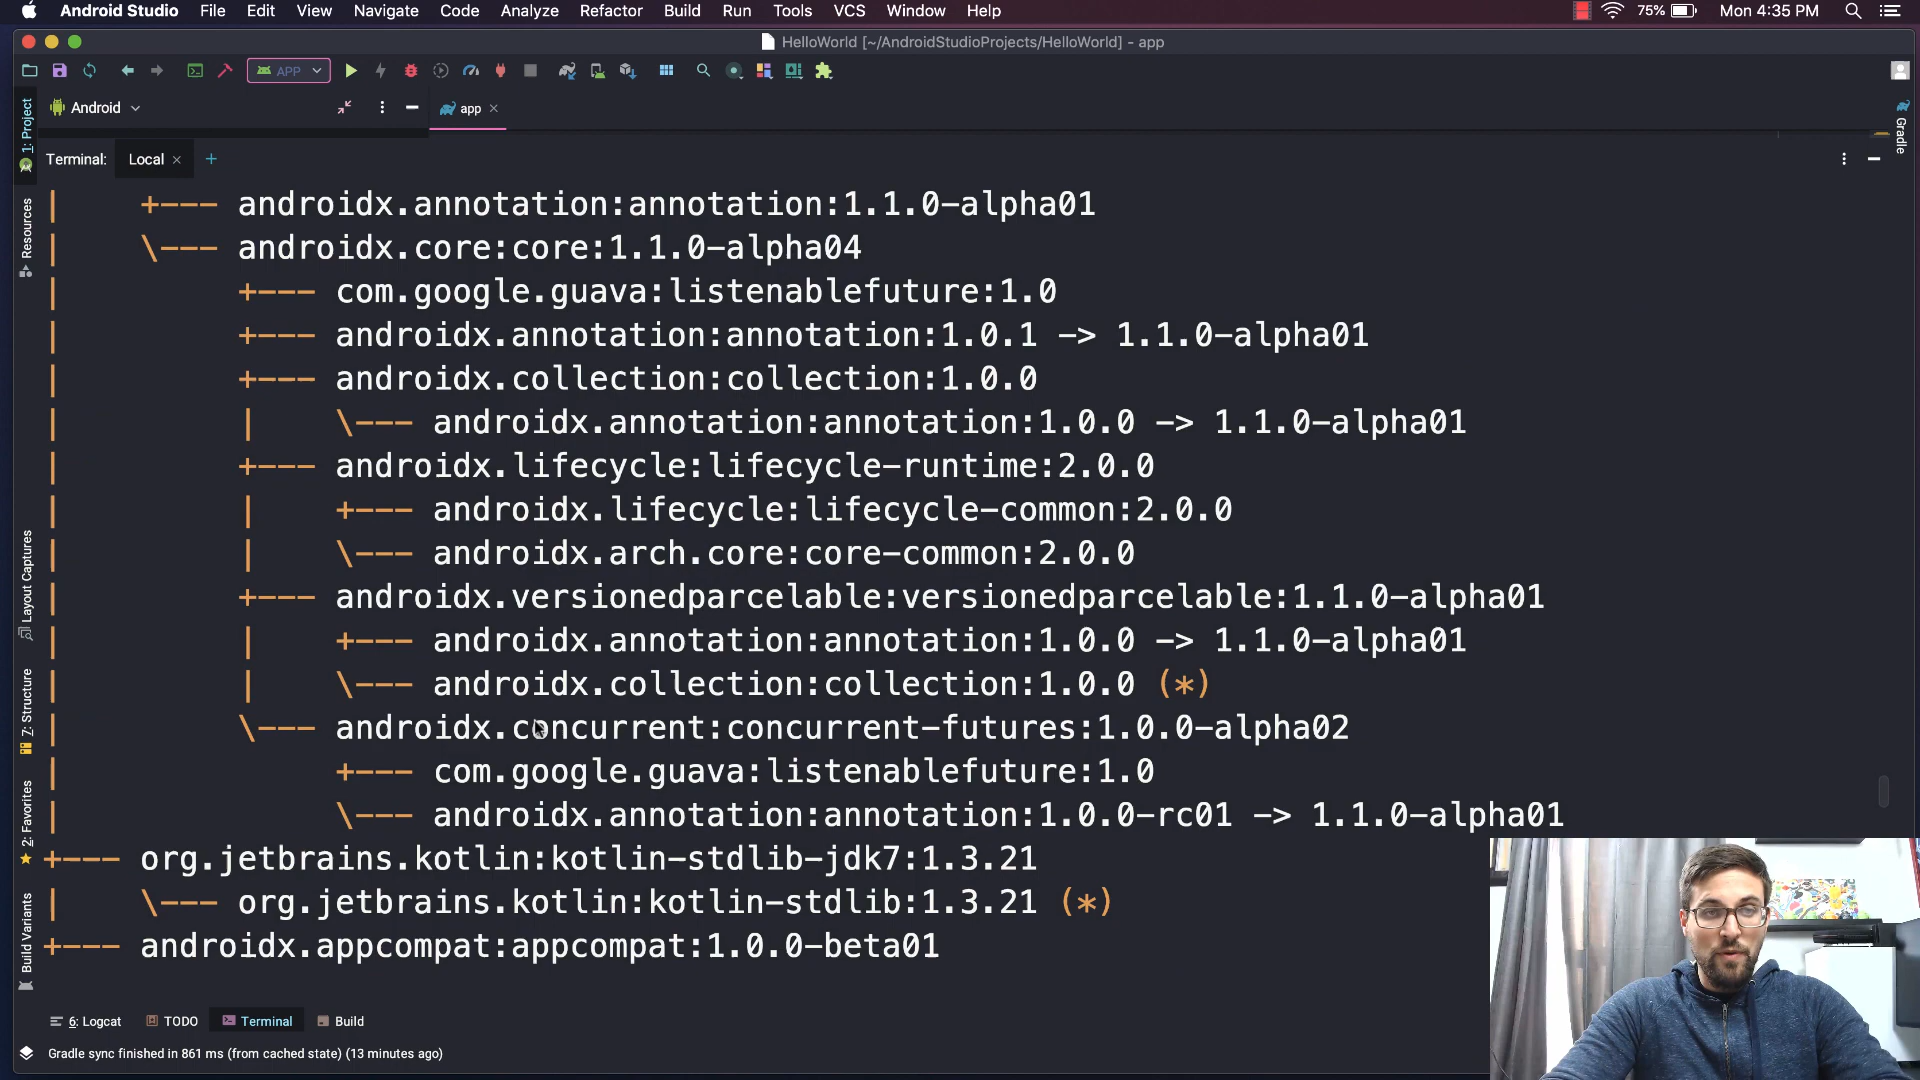 Android Studio File Edit View Navigate Code Analyze Refactor Build Run Tools VCS Window Help 75% Mon 4:35 PM
HelloWorld [~/AndroidStudioProjects/HelloWorld] - app
APP
Android app
Terminal: Local
1: Project
Resources
Layout Captures
7: Structure
2: Favorites
Build Variants
Gradle
| +--- androidx.annotation:annotation:1.1.0-alpha01
| \--- androidx.core:core:1.1.0-alpha04
| +--- com.google.guava:listenablefuture:1.0
| +--- androidx.annotation:annotation:1.0.1 -> 1.1.0-alpha01
| +--- androidx.collection:collection:1.0.0
| | \--- androidx.annotation:annotation:1.0.0 -> 1.1.0-alpha01
| +--- androidx.lifecycle:lifecycle-runtime:2.0.0
| | +--- androidx.lifecycle:lifecycle-common:2.0.0
| | \--- androidx.arch.core:core-common:2.0.0
| +--- androidx.versionedparcelable:versionedparcelable:1.1.0-alpha01
| | +--- androidx.annotation:annotation:1.0.0 -> 1.1.0-alpha01
| | \--- androidx.collection:collection:1.0.0 (*)
| \--- androidx.concurrent:concurrent-futures:1.0.0-alpha02
| +--- com.google.guava:listenablefuture:1.0
| \--- androidx.annotation:annotation:1.0.0-rc01 -> 1.1.0-alpha01
+--- org.jetbrains.kotlin:kotlin-stdlib-jdk7:1.3.21
| \--- org.jetbrains.kotlin:kotlin-stdlib:1.3.21 (*)
+--- androidx.appcompat:appcompat:1.0.0-beta01
6: Logcat TODO Terminal Build
Gradle sync finished in 861 ms (from cached state) (13 minutes ago)